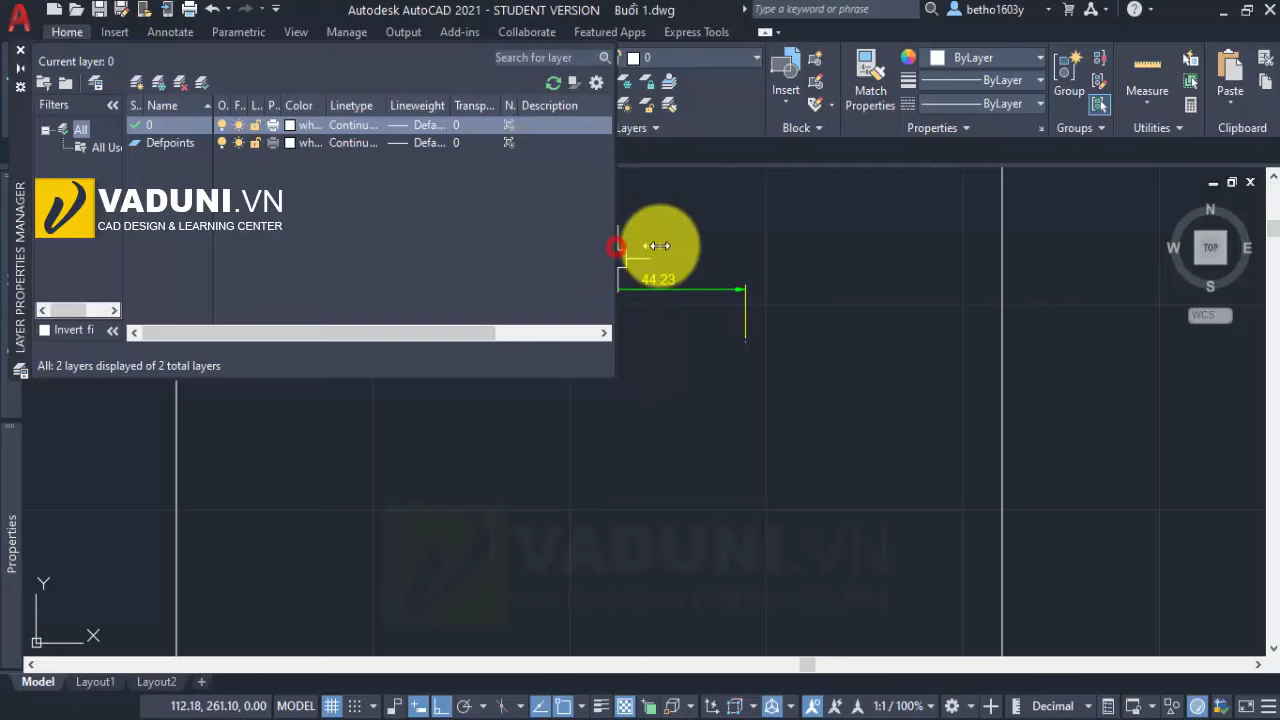 Autodesk AutoCAD 2021 - STUDENT VERSION Buổi 1.dwg
Type a keyword or phrase
betho1603y
Home Insert Annotate Parametric View Manage Output Add-ins Collaborate Featured Apps Express Tools
Current layer: 0
Search for layer
0
ByLayer
ByLayer
ByLayer
Insert
Match
Properties
Group
Measure
Paste
Layers
Block
Properties
Groups
Utilities
Clipboard
Filters
S.. Name O. F.. L.. P.. Color Linetype Lineweight Transp... N. Description
All
All Us
0 wh... Continu... Defa... 0
Defpoints wh... Continu... Defa... 0
VADUNI.VN
CAD DESIGN & LEARNING CENTER
LAYER PROPERTIES MANAGER
Invert fi
All: 2 layers displayed of 2 total layers
44.23
N
W TOP E
S
WCS
VADUNI.VN
Properties
Y
X
Model Layout1 Layout2 +
112.18, 261.10, 0.00 MODEL 1:1 / 100% Decimal